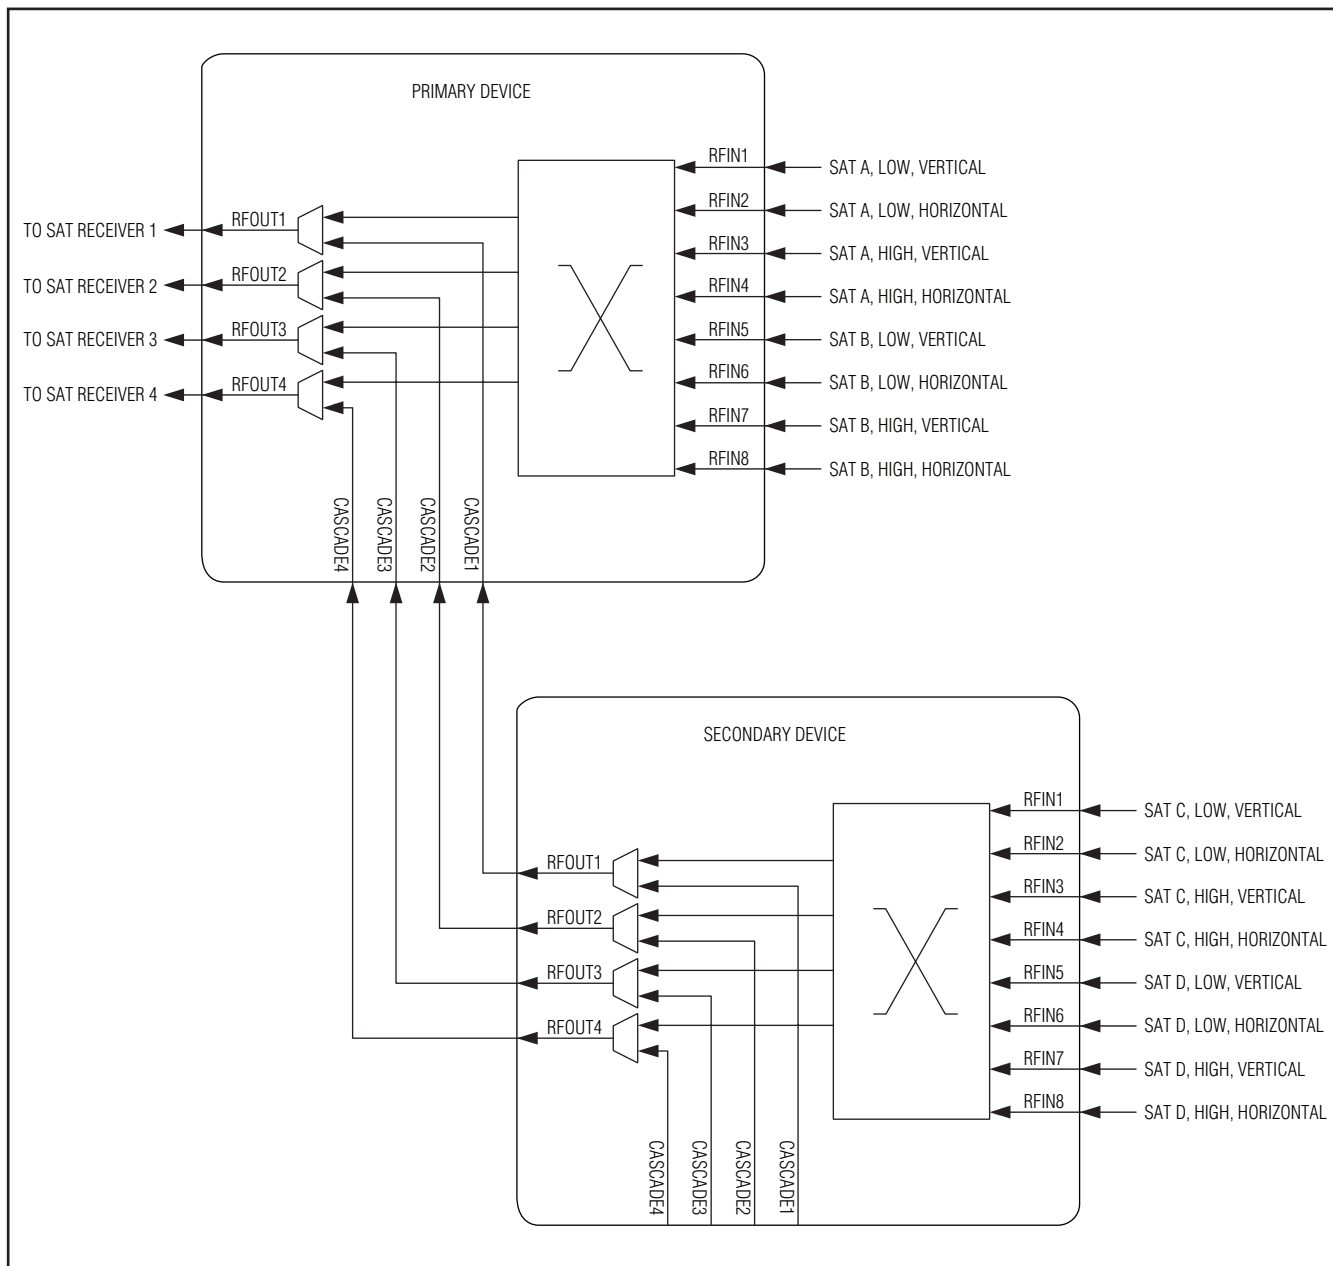 PRIMARY DEVICE
RFIN1
SAT A, LOW, VERTICAL
RFIN2
SAT A, LOW, HORIZONTAL
RFIN3
SAT A, HIGH, VERTICAL
RFIN4
SAT A, HIGH, HORIZONTAL
RFIN5
SAT B, LOW, VERTICAL
RFIN6
SAT B, LOW, HORIZONTAL
RFIN7
SAT B, HIGH, VERTICAL
RFIN8
SAT B, HIGH, HORIZONTAL
TO SAT RECEIVER 1
RFOUT1
TO SAT RECEIVER 2
RFOUT2
TO SAT RECEIVER 3
RFOUT3
TO SAT RECEIVER 4
RFOUT4
CASCADE4
CASCADE3
CASCADE2
CASCADE1
SECONDARY DEVICE
RFIN1
SAT C, LOW, VERTICAL
RFIN2
SAT C, LOW, HORIZONTAL
RFIN3
SAT C, HIGH, VERTICAL
RFIN4
SAT C, HIGH, HORIZONTAL
RFIN5
SAT D, LOW, VERTICAL
RFIN6
SAT D, LOW, HORIZONTAL
RFIN7
SAT D, HIGH, VERTICAL
RFIN8
SAT D, HIGH, HORIZONTAL
RFOUT1
RFOUT2
RFOUT3
RFOUT4
CASCADE4
CASCADE3
CASCADE2
CASCADE1